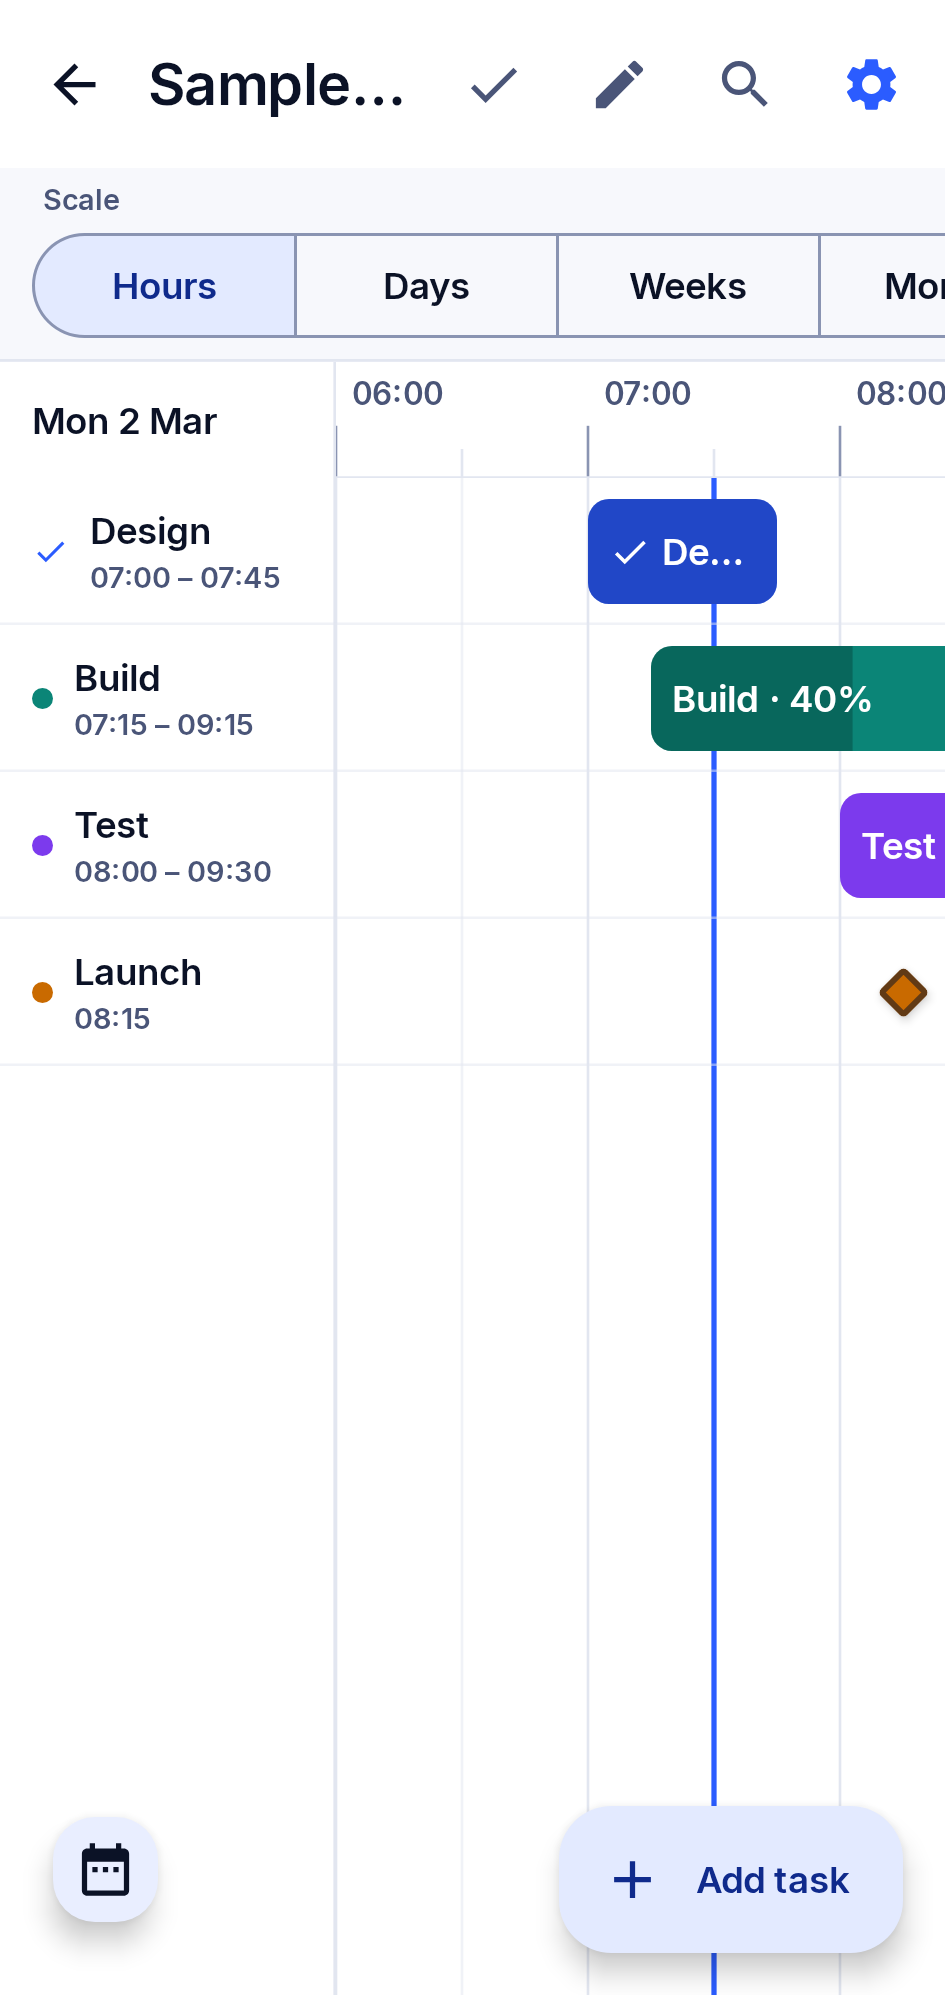 Sample...
Scale
Hours Days Weeks
Mon 2 Mar 06:00 07:00 08:00
Design
07:00 – 07:45
De...
Build
07:15 – 09:15
Build · 40%
Test
08:00 – 09:30
Test
Launch
08:15
Add task